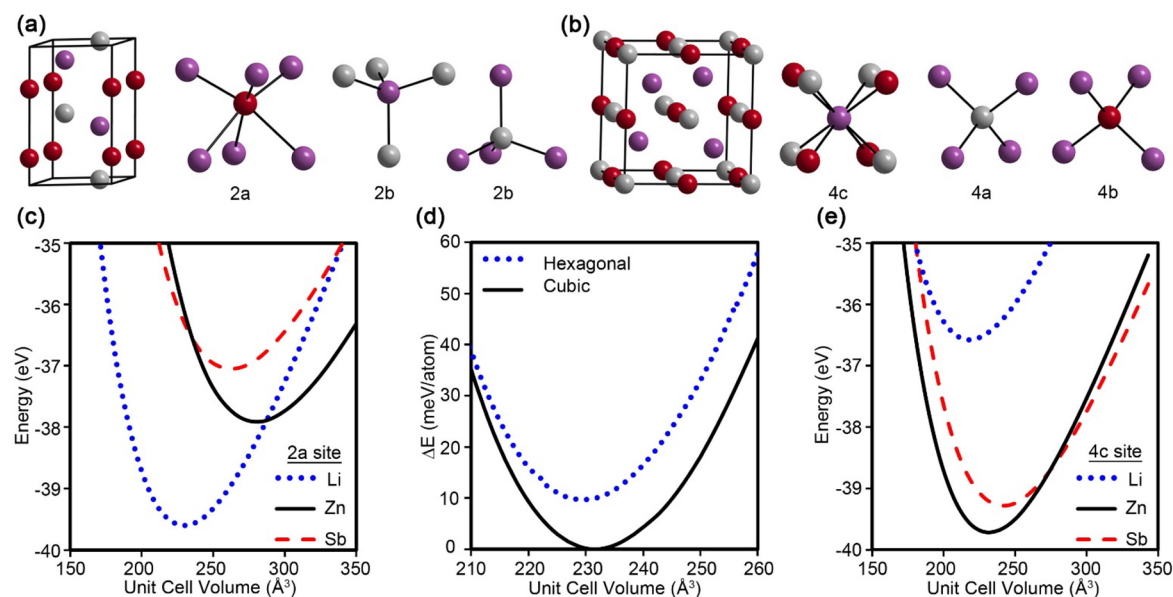 (a)
(b)
2a
2b
2b
4c
4a
4b
(c)
Energy (eV)
-35
-36
-37
-38
-39
-40
150
200
250
300
350
Unit Cell Volume (Å³)
2a site
Li
Zn
Sb
(d)
ΔE (meV/atom)
60
50
40
30
20
10
0
210
220
230
240
250
260
Unit Cell Volume (Å³)
Hexagonal
Cubic
(e)
Energy (eV)
-35
-36
-37
-38
-39
-40
150
200
250
300
350
Unit Cell Volume (Å³)
4c site
Li
Zn
Sb